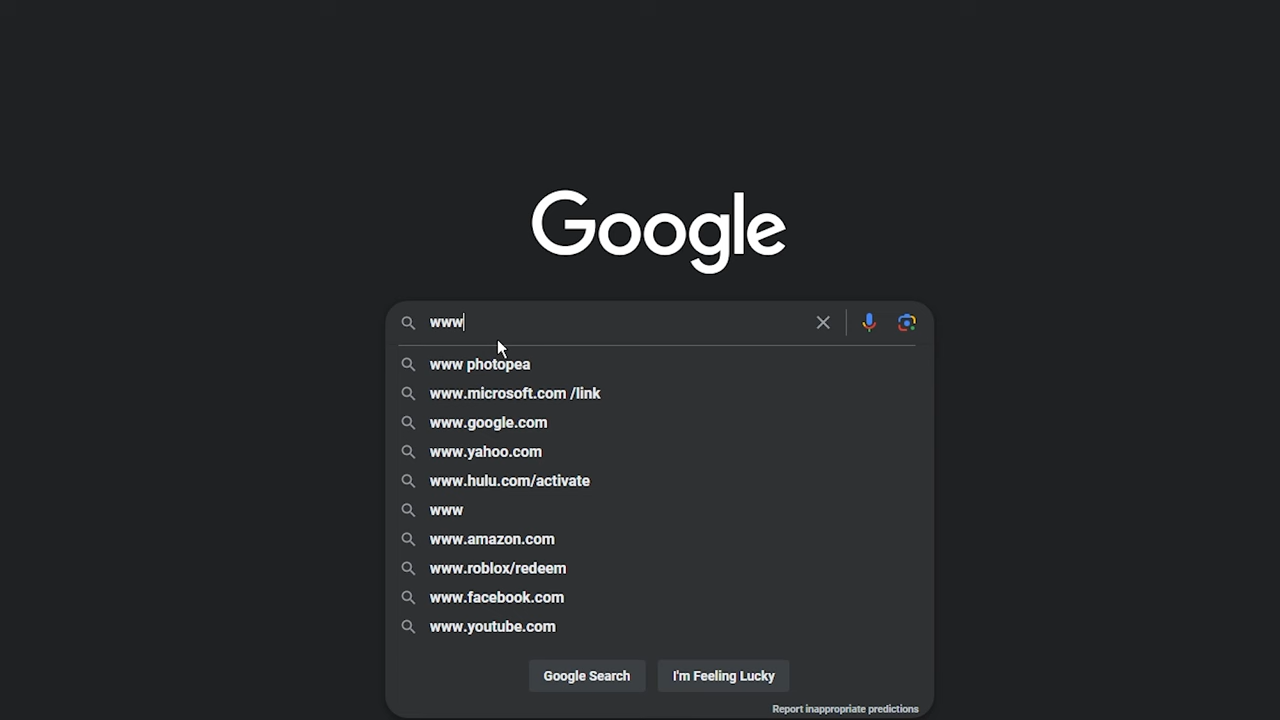 Google
www
www photopea
www.microsoft.com /link
www.google.com
www.yahoo.com
www.hulu.com/activate
www
www.amazon.com
www.roblox/redeem
www.facebook.com
www.youtube.com
Google Search
I'm Feeling Lucky
Report inappropriate predictions